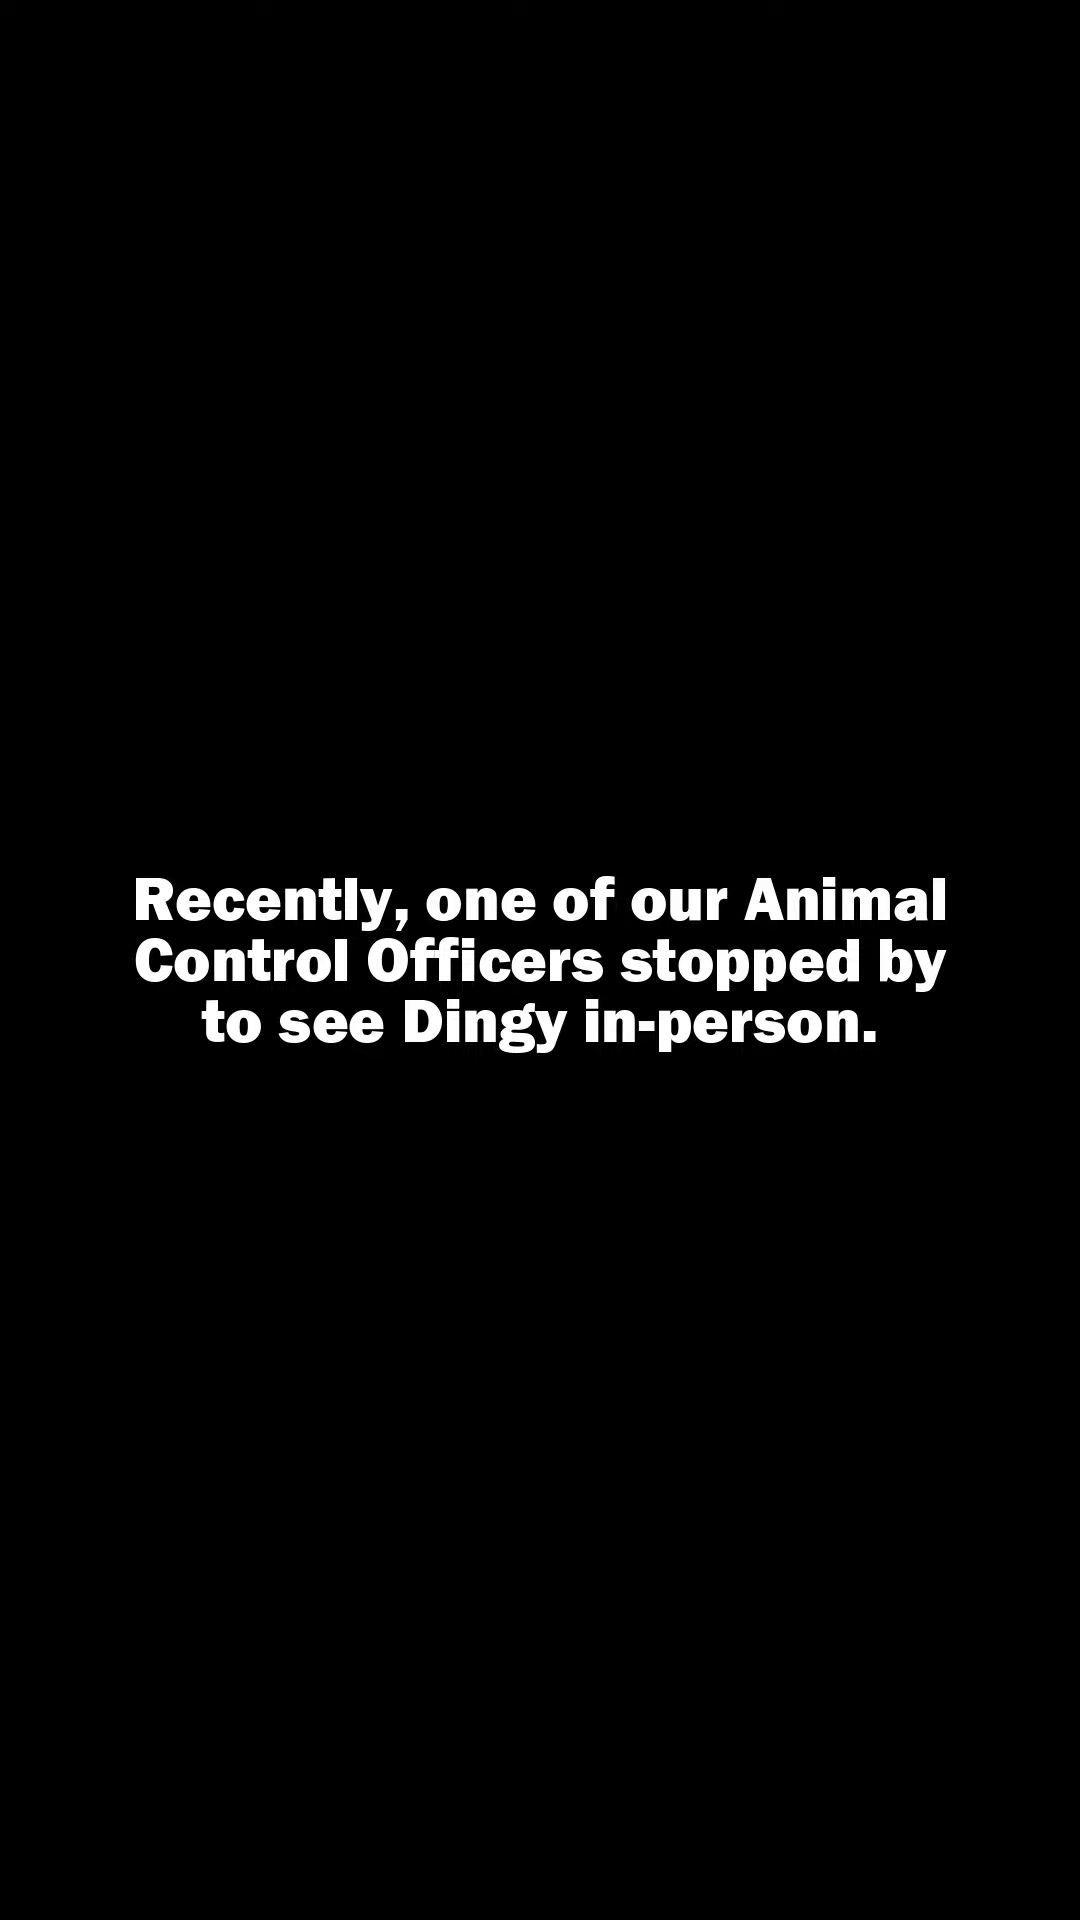 Recently, one of our Animal
Control Officers stopped by
to see Dingy in-person.